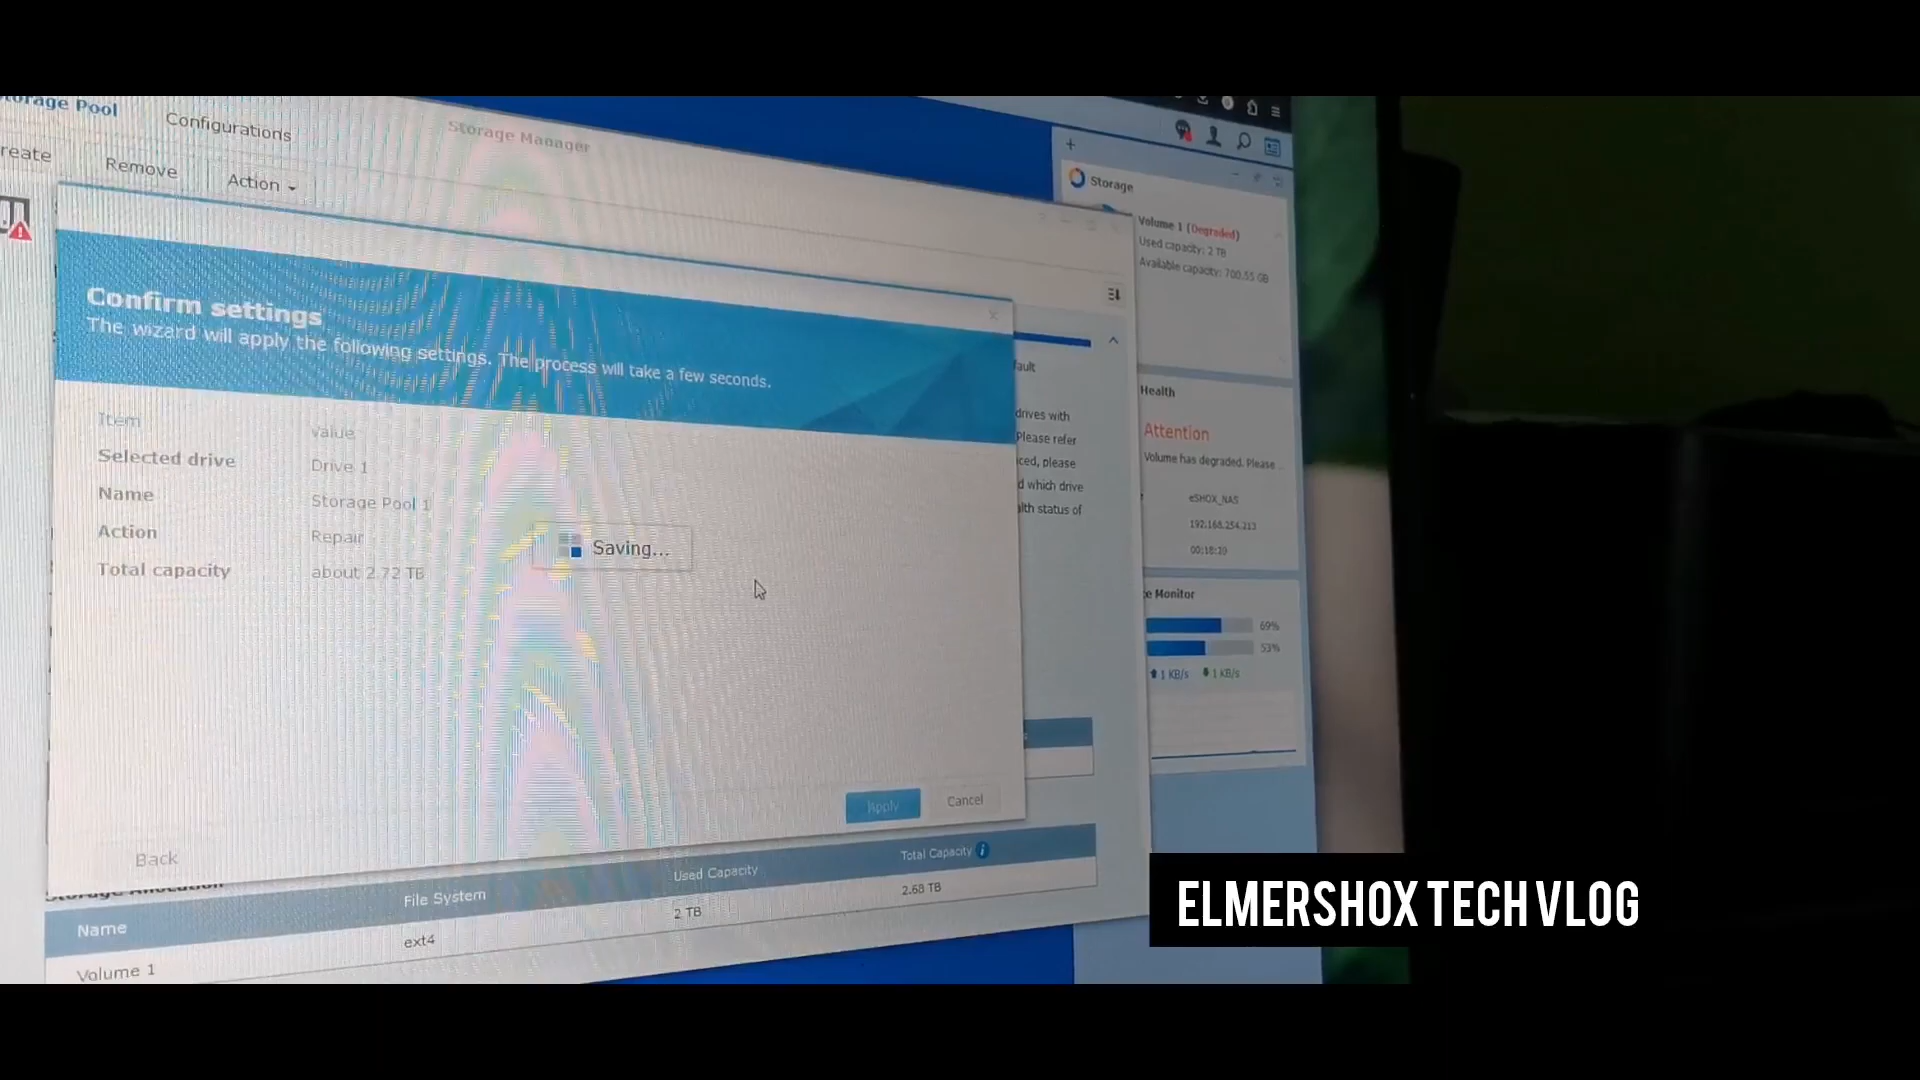 Storage Pool
Configurations
Storage Manager
reate
Remove
Action
Confirm settings
The wizard will apply the following settings. The process will take a few seconds.
Item
Value
Selected drive
Drive 1
Name
Storage Pool 1
Action
Repair
Total capacity
about 2.72 TB
Saving...
Back
Apply
Cancel
Name
File System
Used Capacity
Total Capacity
Volume 1
ext4
2 TB
2.68 TB
ault
drives with
Please refer
ced, please
d which drive
alth status of
Storage
Volume 1 (Degraded)
Used capacity: 2 TB
Available capacity: 700.55 GB
Health
Attention
Volume has degraded. Please ...
eSHOX_NAS
192.168.254.213
e Monitor
69%
53%
1 KB/s
1 KB/s
ELMERSHOX TECH VLOG